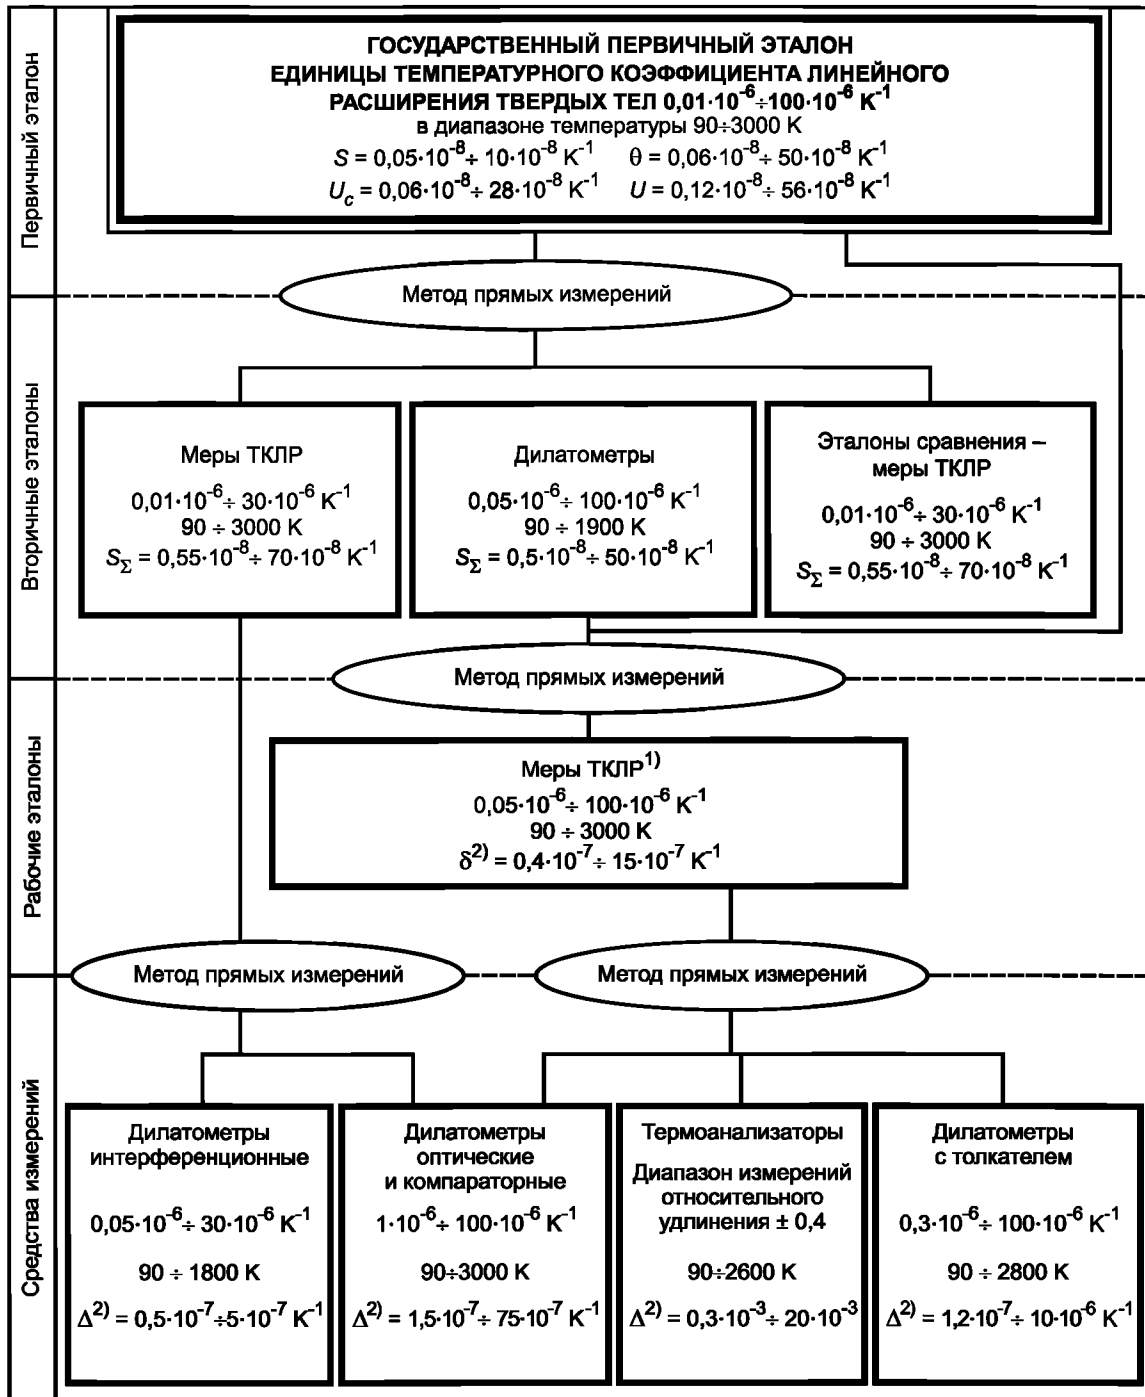 Первичный эталон
ГОСУДАРСТВЕННЫЙ ПЕРВИЧНЫЙ ЭТАЛОН
ЕДИНИЦЫ ТЕМПЕРАТУРНОГО КОЭФФИЦИЕНТА ЛИНЕЙНОГО
РАСШИРЕНИЯ ТВЕРДЫХ ТЕЛ 0,01·10⁻⁶÷100·10⁻⁶ K⁻¹
в диапазоне температуры 90÷3000 K
S = 0,05·10⁻⁸÷ 10·10⁻⁸ K⁻¹ θ = 0,06·10⁻⁸÷ 50·10⁻⁸ K⁻¹
U_c = 0,06·10⁻⁸÷ 28·10⁻⁸ K⁻¹ U = 0,12·10⁻⁸÷ 56·10⁻⁸ K⁻¹
Метод прямых измерений
Вторичные эталоны
Меры ТКЛР
0,01·10⁻⁶÷ 30·10⁻⁶ K⁻¹
90 ÷ 3000 K
S_Σ = 0,55·10⁻⁸÷ 70·10⁻⁸ K⁻¹
Дилатометры
0,05·10⁻⁶÷ 100·10⁻⁶ K⁻¹
90 ÷ 1900 K
S_Σ = 0,5·10⁻⁸÷ 50·10⁻⁸ K⁻¹
Эталоны сравнения –
меры ТКЛР
0,01·10⁻⁶÷ 30·10⁻⁶ K⁻¹
90 ÷ 3000 K
S_Σ = 0,55·10⁻⁸÷ 70·10⁻⁸ K⁻¹
Метод прямых измерений
Рабочие эталоны
Меры ТКЛР¹⁾
0,05·10⁻⁶÷ 100·10⁻⁶ K⁻¹
90 ÷ 3000 K
δ²⁾ = 0,4·10⁻⁷÷ 15·10⁻⁷ K⁻¹
Метод прямых измерений
Метод прямых измерений
Средства измерений
Дилатометры
интерференционные
0,05·10⁻⁶÷ 30·10⁻⁶ K⁻¹
90 ÷ 1800 K
Δ²⁾ = 0,5·10⁻⁷÷5·10⁻⁷ K⁻¹
Дилатометры
оптические
и компараторные
1·10⁻⁶÷ 100·10⁻⁶ K⁻¹
90÷3000 K
Δ²⁾ = 1,5·10⁻⁷÷ 75·10⁻⁷ K⁻¹
Термоанализаторы
Диапазон измерений
относительного
удлинения ± 0,4
90÷2600 K
Δ²⁾ = 0,3·10⁻³÷ 20·10⁻³
Дилатометры
с толкателем
0,3·10⁻⁶÷ 100·10⁻⁶ K⁻¹
90 ÷ 2800 K
Δ²⁾ = 1,2·10⁻⁷÷ 10·10⁻⁶ K⁻¹